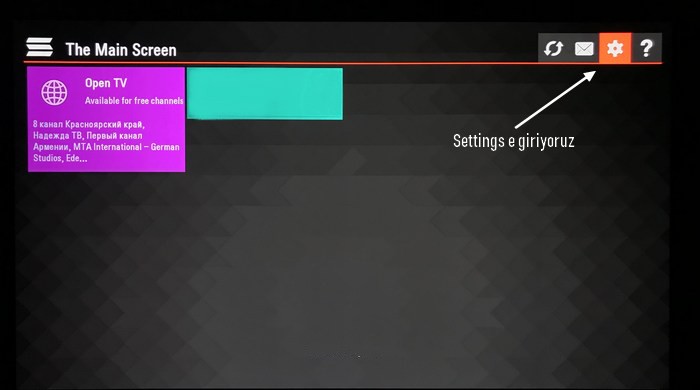 The Main Screen
?
Open TV
Available for free channels
8 канал Красноярский край,
Надежда ТВ, Первый канал
Армении, MTA International – German
Studios, Ede...
Settings e giriyoruz